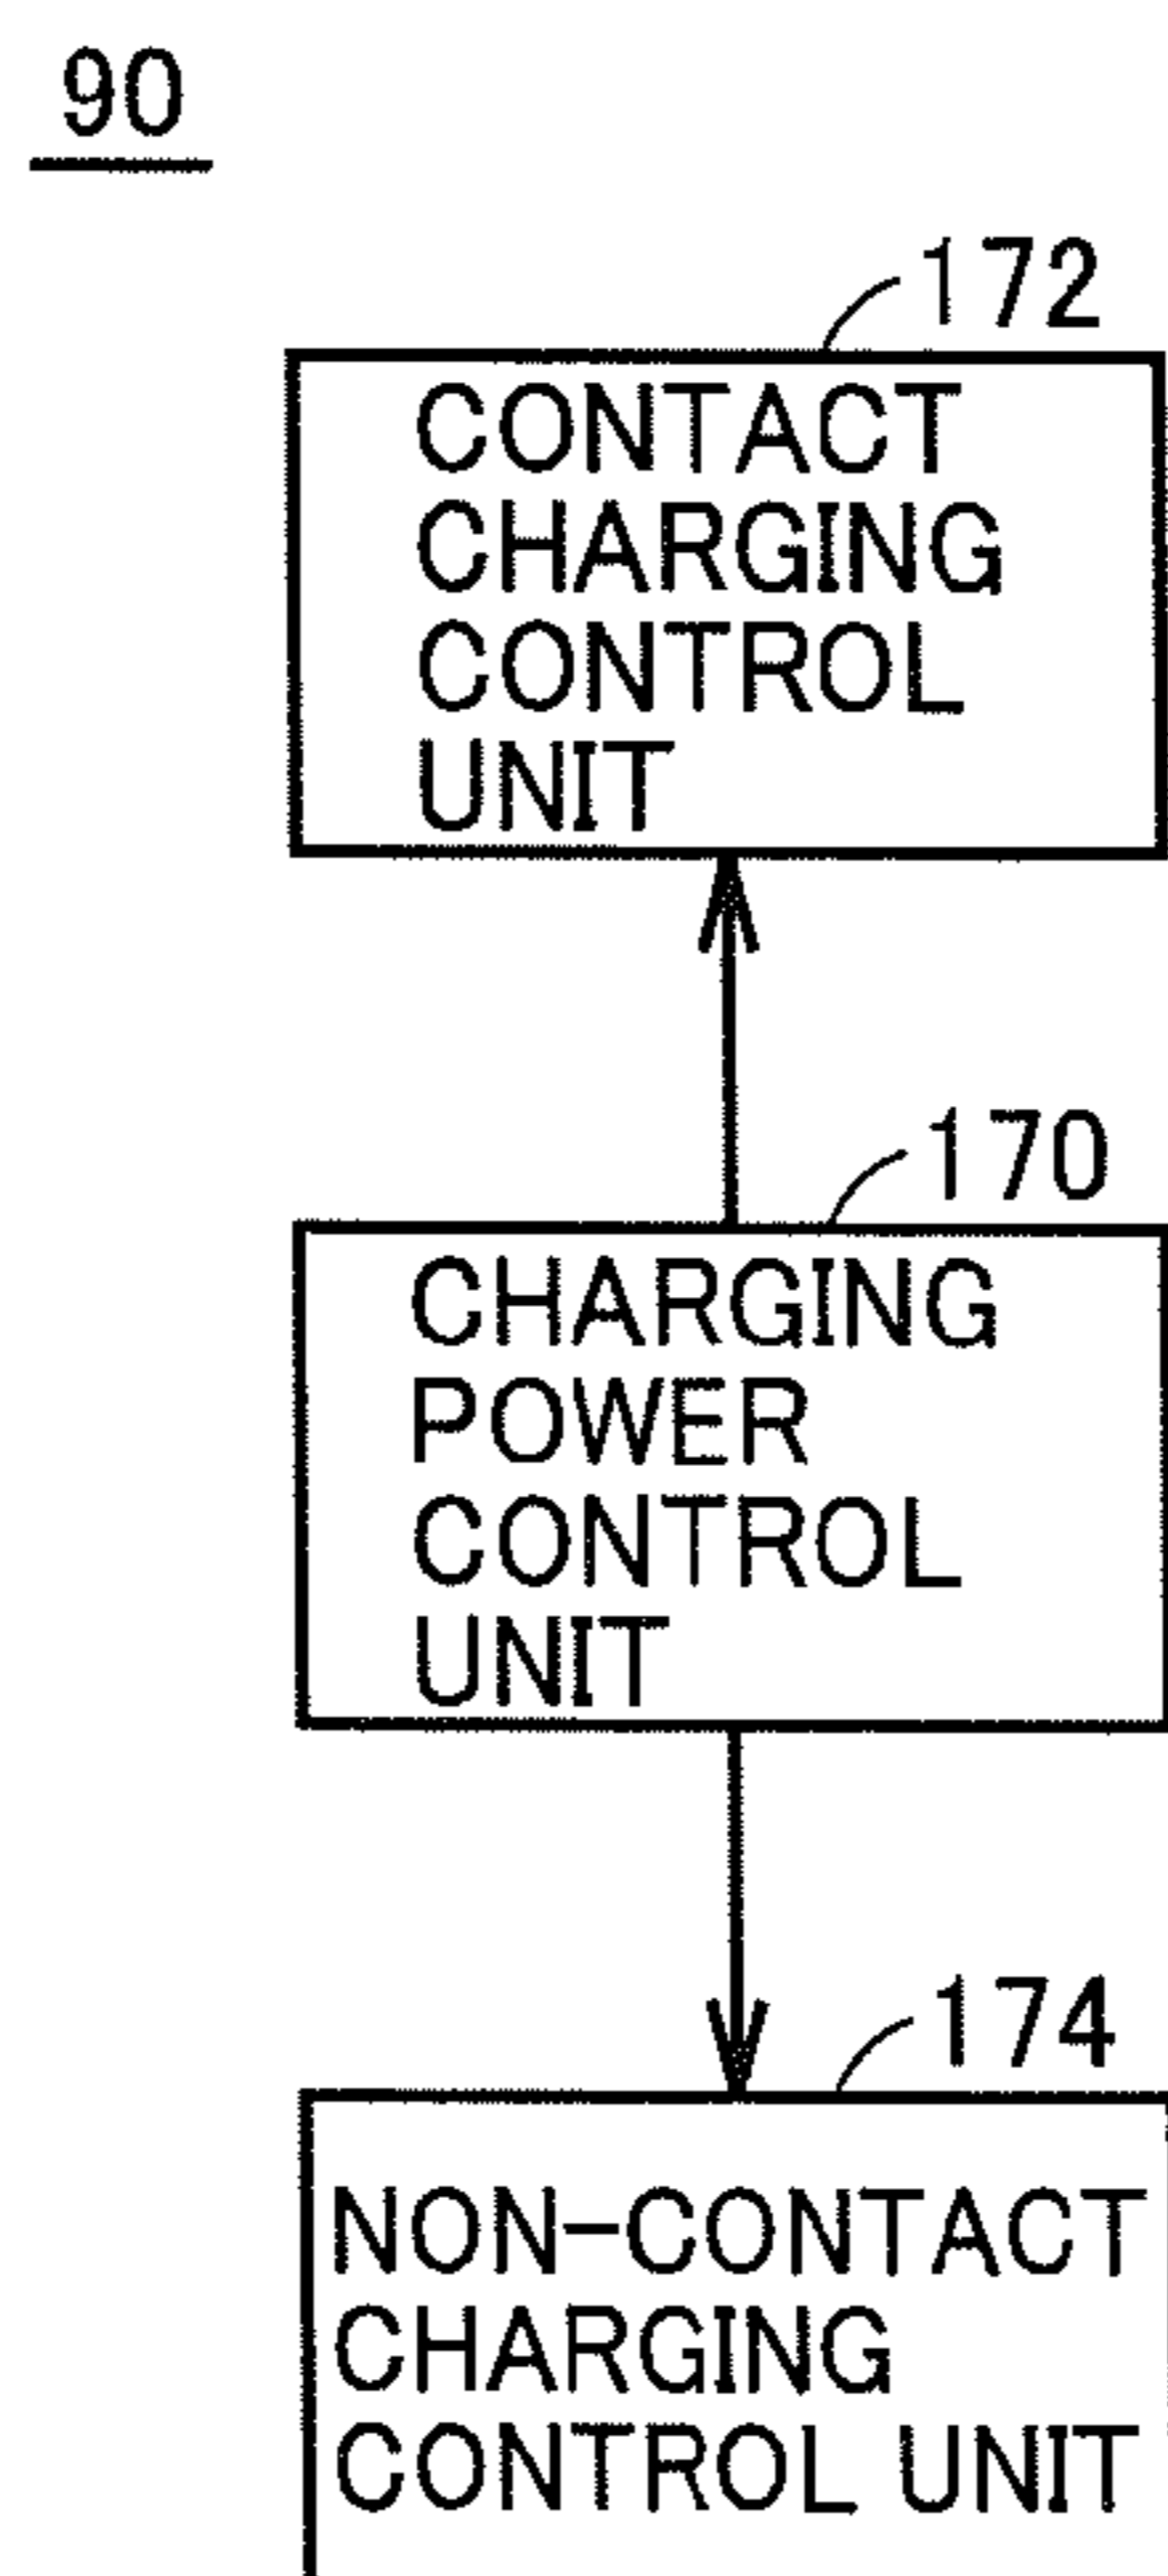 90
172
CONTACT
CHARGING
CONTROL
UNIT
170
CHARGING
POWER
CONTROL
UNIT
174
NON-CONTACT
CHARGING
CONTROL UNIT